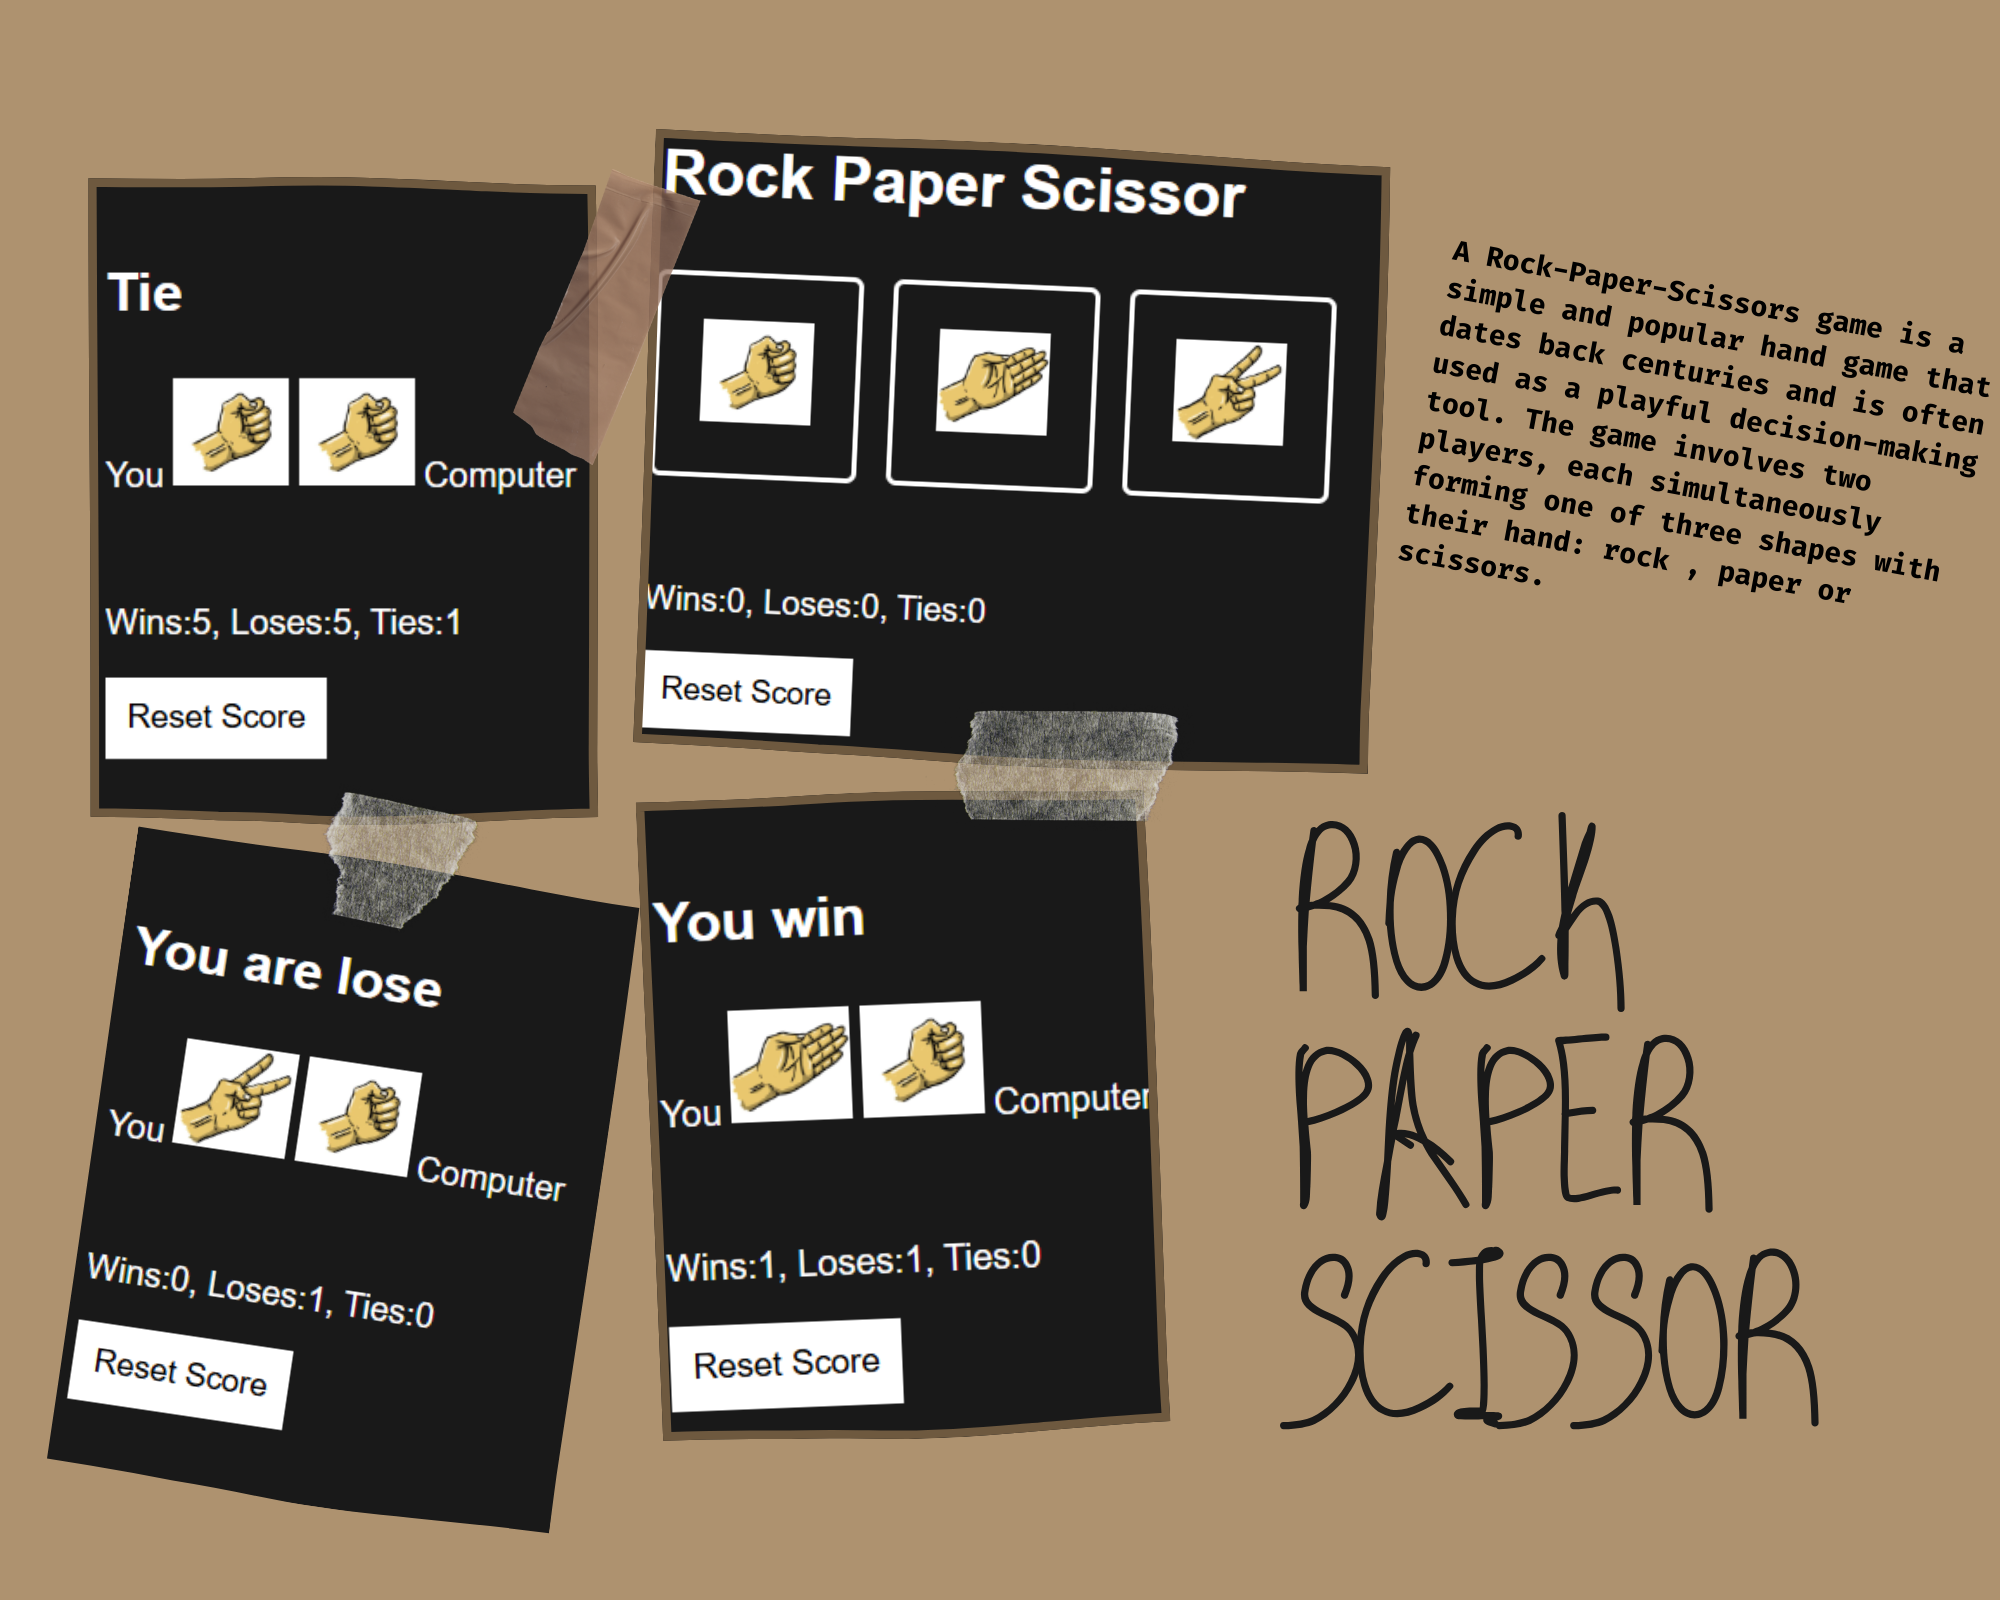 Tie
You Computer
Wins:5, Loses:5, Ties:1
Reset Score
Rock Paper Scissor
Wins:0, Loses:0, Ties:0
Reset Score
A Rock-Paper-Scissors game is a
simple and popular hand game that
dates back centuries and is often
used as a playful decision-making
tool. The game involves two
players, each simultaneously
forming one of three shapes with
their hand: rock , paper or
scissors.
You are lose
You Computer
Wins:0, Loses:1, Ties:0
Reset Score
You win
You Computer
Wins:1, Loses:1, Ties:0
Reset Score
ROCK
PAPER
SCISSOR